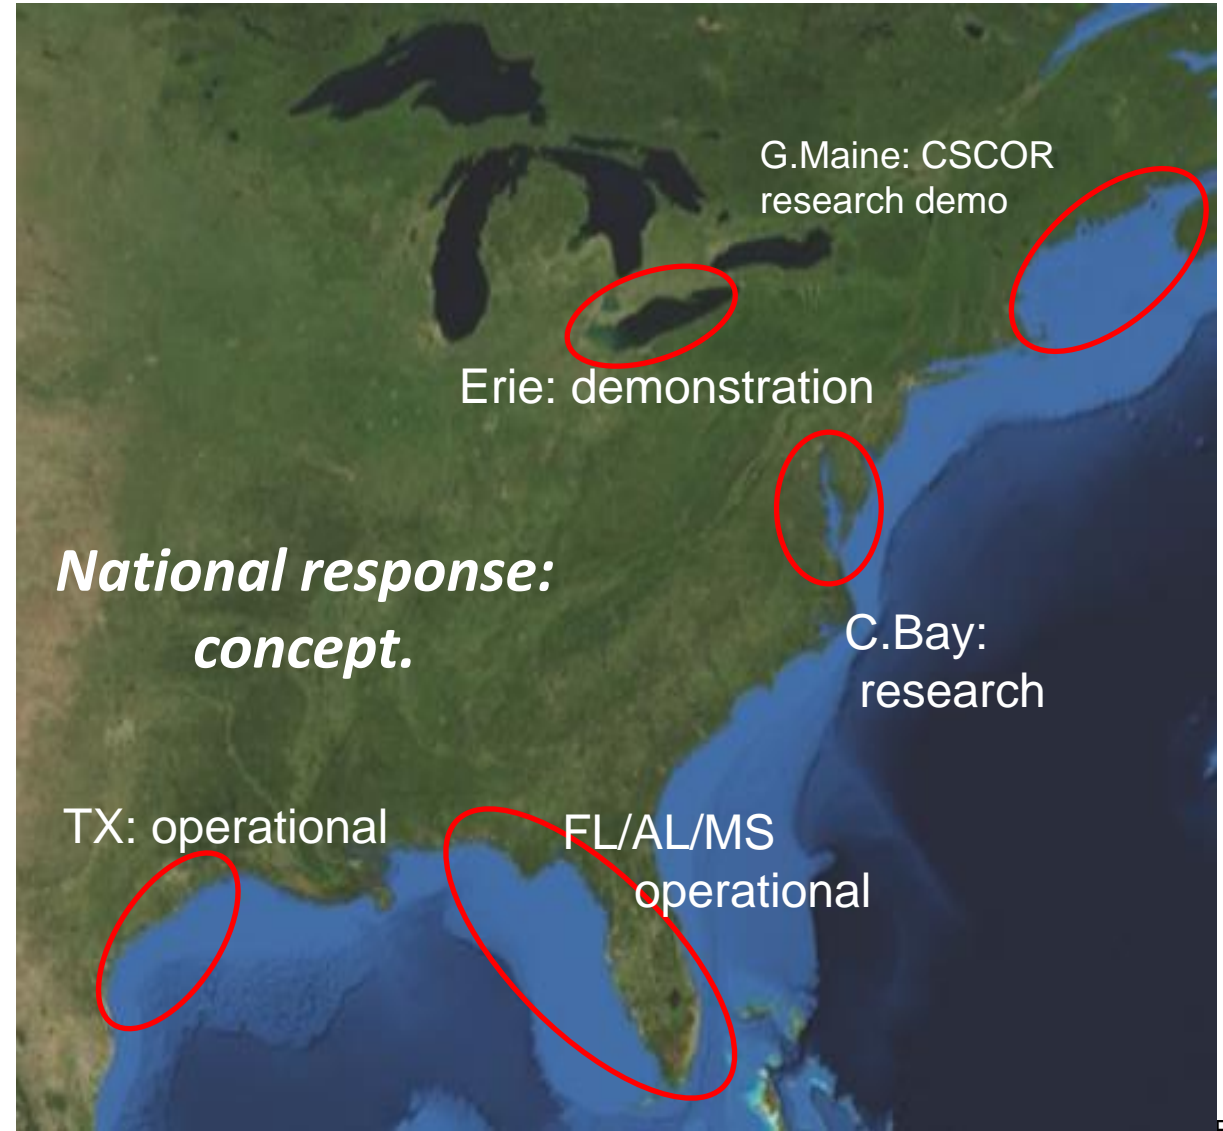 G.Maine: CSCOR
research demo
Erie: demonstration
National response:
concept.
C.Bay:
research
TX: operational
FL/AL/MS
operational